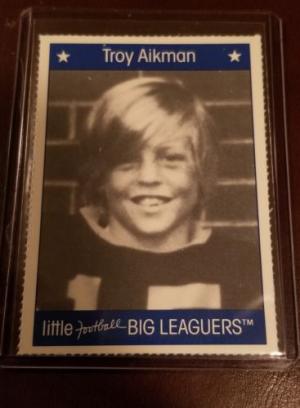 ★ Troy Aikman ★
little football BIG LEAGUERS™